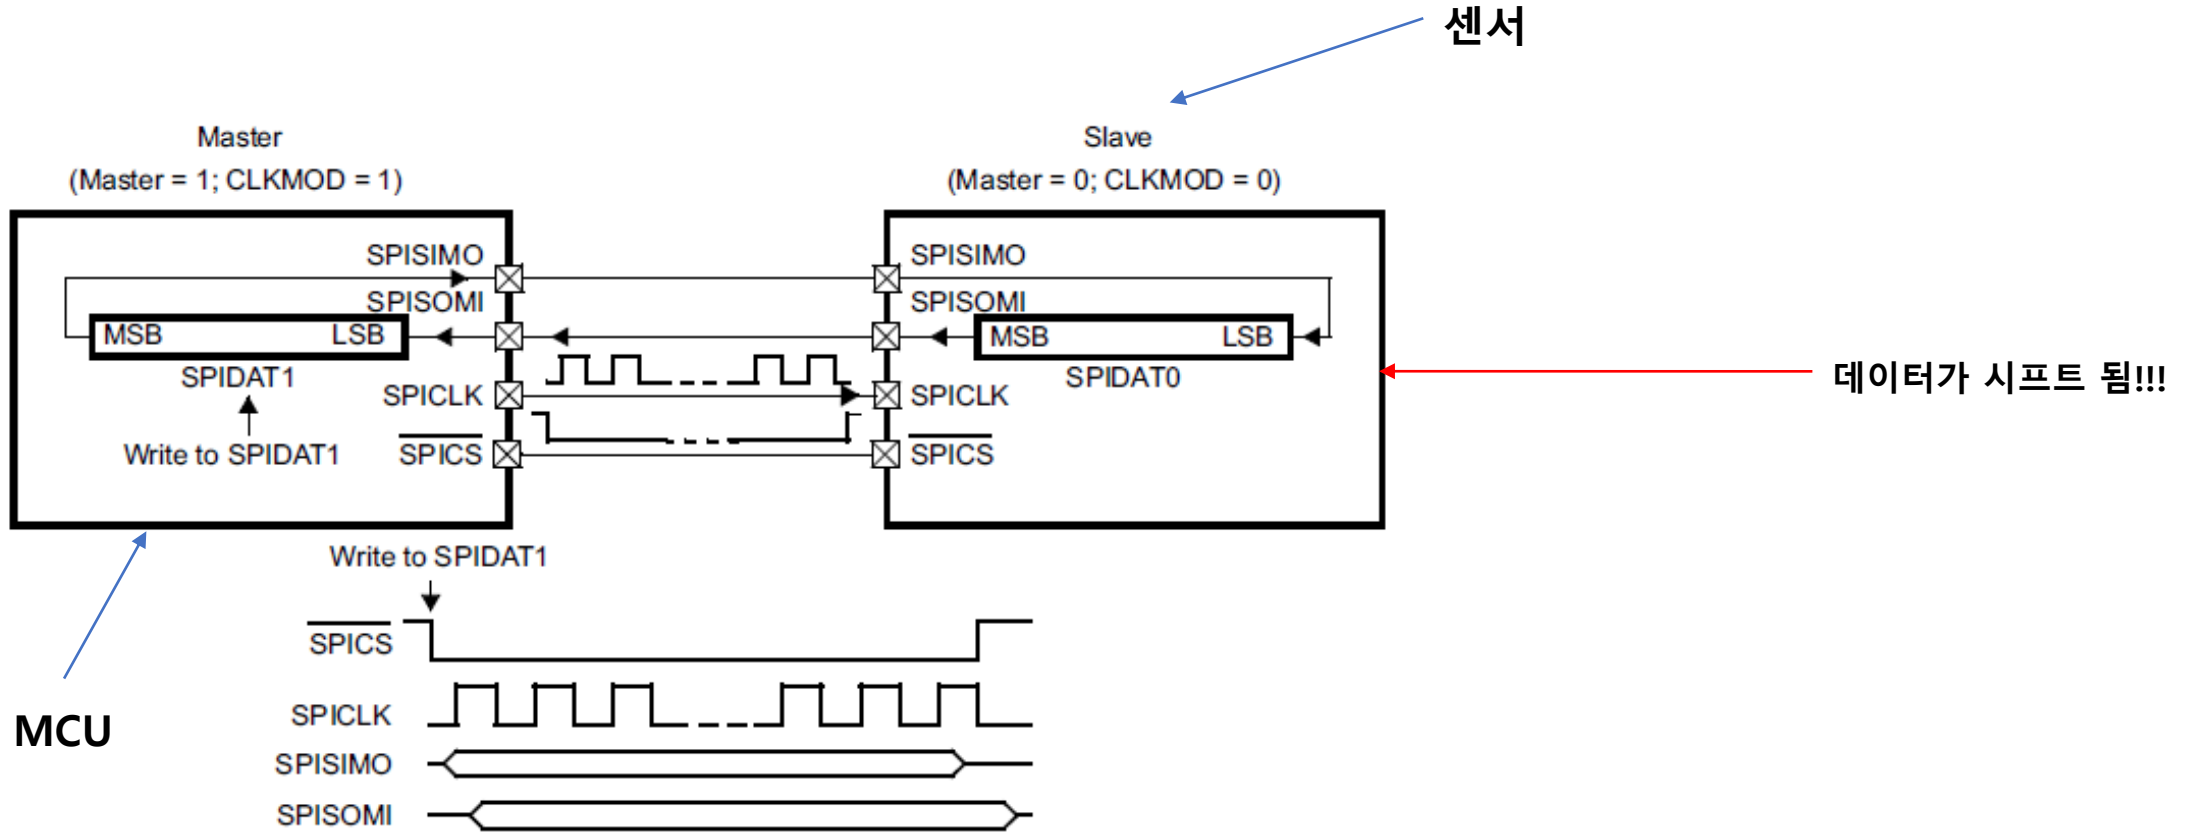 센서
Master
(Master = 1; CLKMOD = 1)
Slave
(Master = 0; CLKMOD = 0)
SPISIMO
SPISIMO
SPISOMI
SPISOMI
MSB LSB
MSB LSB
SPIDAT1
SPIDAT0
데이터가 시프트 됨!!!
SPICLK
SPICLK
Write to SPIDAT1
SPICS
SPICS
Write to SPIDAT1
SPICS
SPICLK
MCU
SPISIMO
SPISOMI